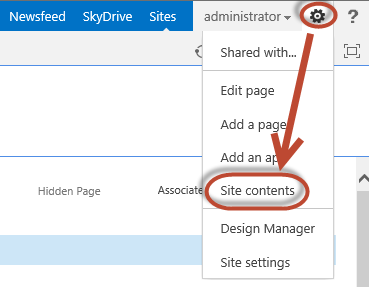 Newsfeed SkyDrive Sites administrator ?
Shared with...
Edit page
Add a page
Add an ap
Hidden Page Associate Site contents
Design Manager
Site settings